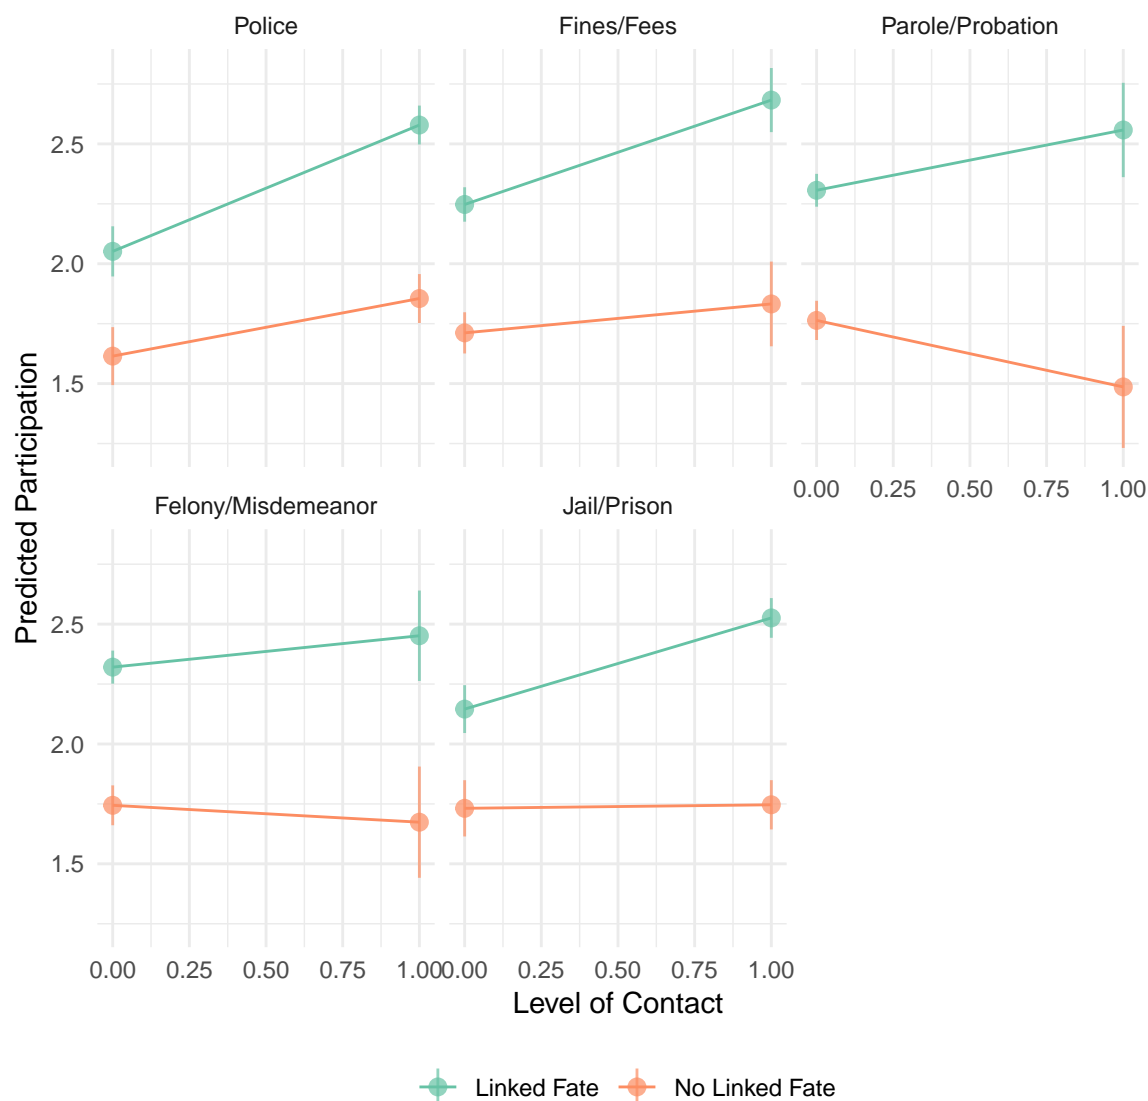 Police Fines/Fees Parole/Probation
2.5
2.0
1.5
0.00 0.25 0.50 0.75 1.00
Felony/Misdemeanor Jail/Prison
2.5
2.0
1.5
0.00 0.25 0.50 0.75 1.00 0.00 0.25 0.50 0.75 1.00
Predicted Participation
Level of Contact
Linked Fate No Linked Fate